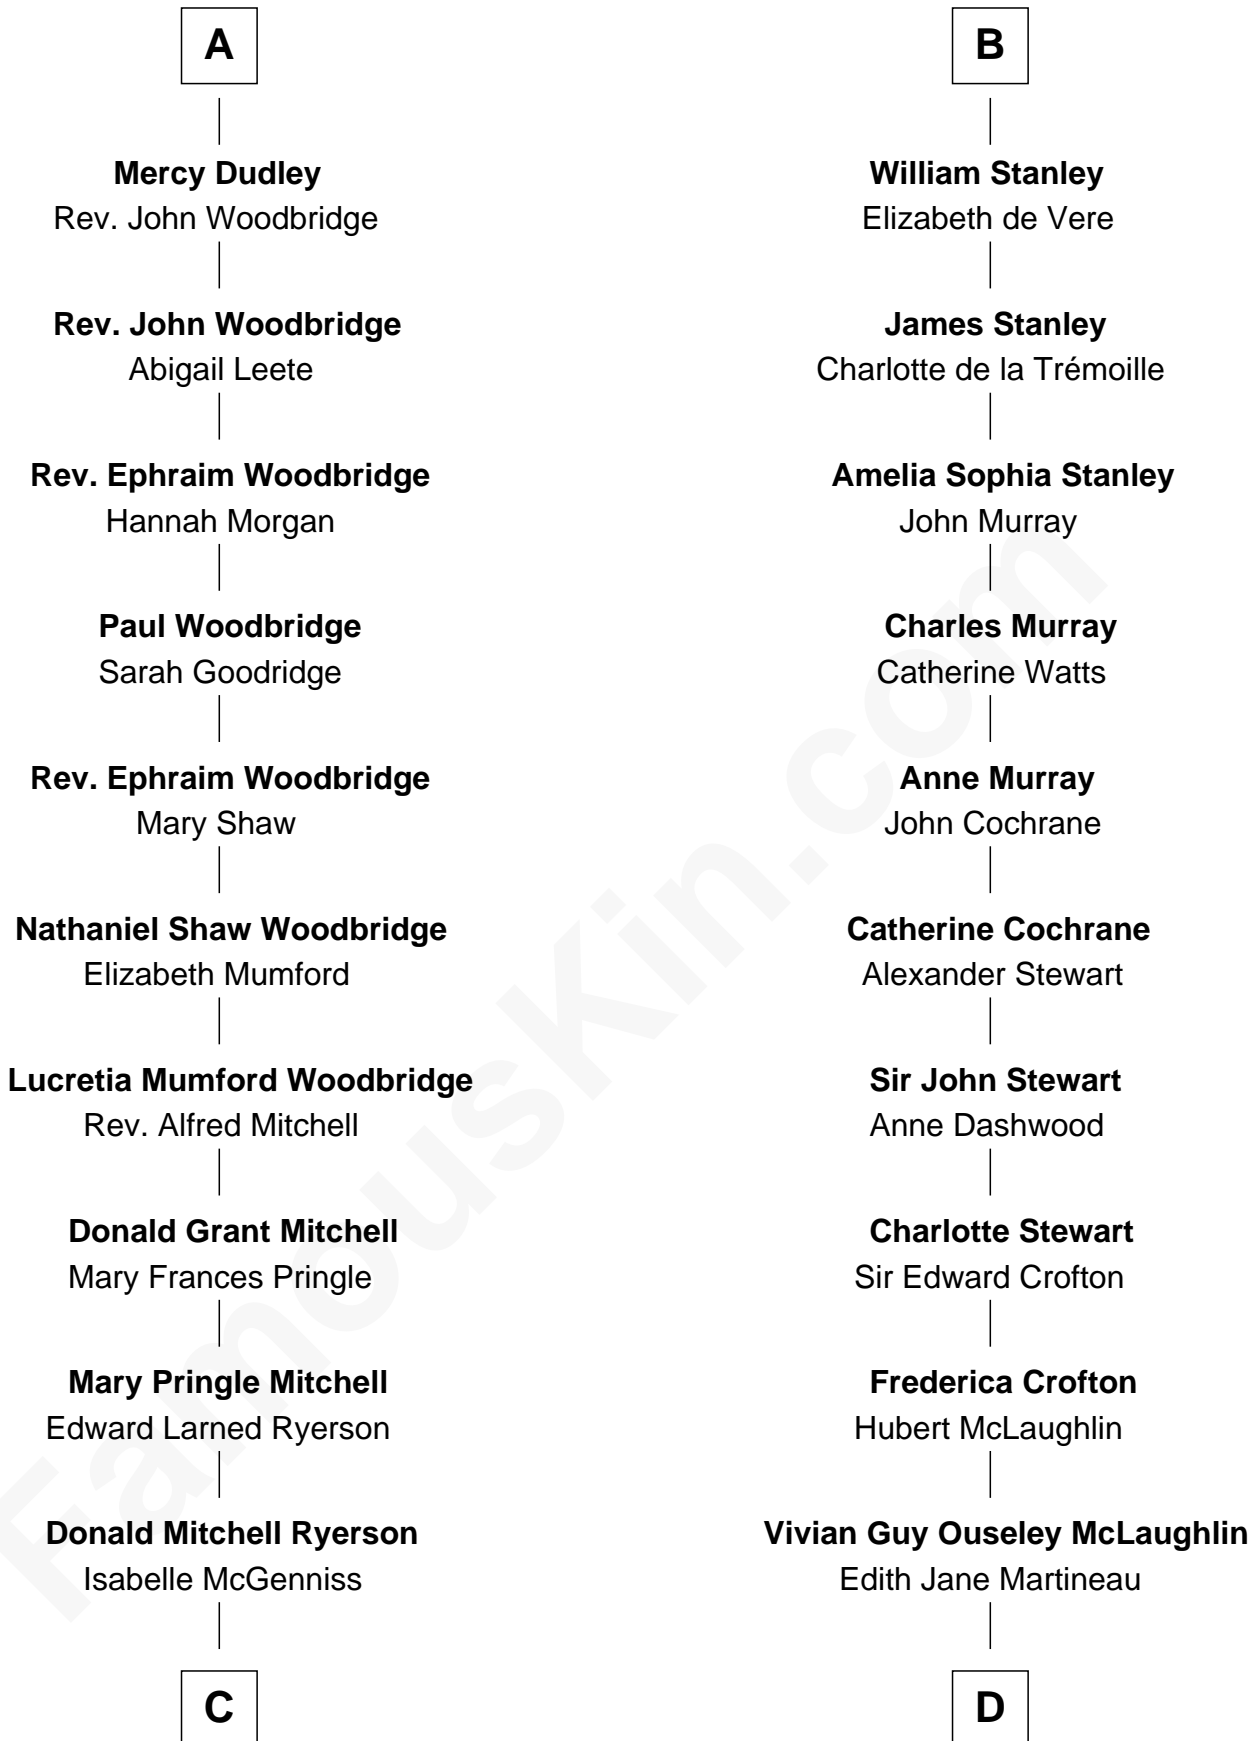 A
Mercy Dudley
Rev. John Woodbridge
Rev. John Woodbridge
Abigail Leete
Rev. Ephraim Woodbridge
Hannah Morgan
Paul Woodbridge
Sarah Goodridge
Rev. Ephraim Woodbridge
Mary Shaw
Nathaniel Shaw Woodbridge
Elizabeth Mumford
Lucretia Mumford Woodbridge
Rev. Alfred Mitchell
Donald Grant Mitchell
Mary Frances Pringle
Mary Pringle Mitchell
Edward Larned Ryerson
Donald Mitchell Ryerson
Isabelle McGenniss
C
B
William Stanley
Elizabeth de Vere
James Stanley
Charlotte de la Trémoille
Amelia Sophia Stanley
John Murray
Charles Murray
Catherine Watts
Anne Murray
John Cochrane
Catherine Cochrane
Alexander Stewart
Sir John Stewart
Anne Dashwood
Charlotte Stewart
Sir Edward Crofton
Frederica Crofton
Hubert McLaughlin
Vivian Guy Ouseley McLaughlin
Edith Jane Martineau
D
FamousKin.com